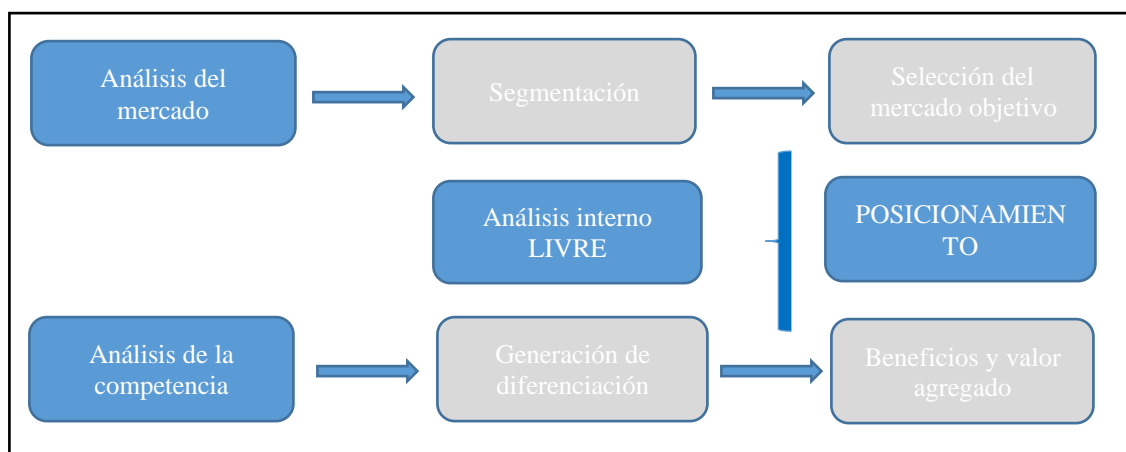 Análisis del
mercado
Segmentación
Selección del
mercado objetivo
Análisis interno
LIVRE
POSICIONAMIEN
TO
Análisis de la
competencia
Generación de
diferenciación
Beneficios y valor
agregado